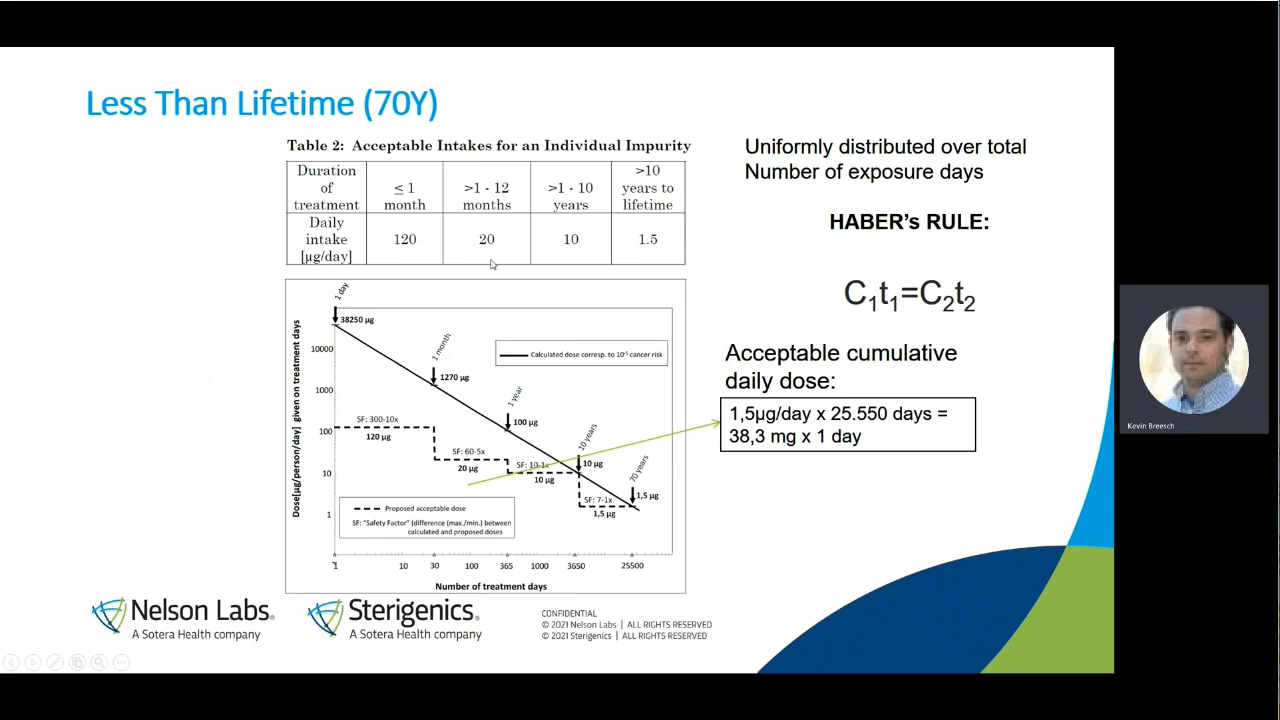 Less Than Lifetime (70Y)
Table 2: Acceptable Intakes for an Individual Impurity
Duration of treatment
≤ 1 month
>1 - 12 months
>1 - 10 years
>10 years to lifetime
Daily intake [µg/day]
120
20
10
1.5
Uniformly distributed over total
Number of exposure days
HABER's RULE:
C₁t₁=C₂t₂
Acceptable cumulative
daily dose:
1,5µg/day x 25.550 days =
38,3 mg x 1 day
Dose[µg/person/day] given on treatment days
10000
1000
100
10
1
1 day
38250 µg
1 month
1270 µg
1 year
100 µg
10 years
10 µg
70 years
1,5 µg
Calculated dose corresp. to 10⁻⁵ cancer risk
SF: 300-10x
120 µg
SF: 60-5x
20 µg
SF: 10-1x
10 µg
SF: 7-1x
1,5 µg
Proposed acceptable dose
SF: "Safety Factor" (difference (max./min.) between
calculated and proposed doses
1
10
30
100
365
1000
3650
25500
Number of treatment days
Nelson Labs®
A Sotera Health company
Sterigenics®
A Sotera Health company
CONFIDENTIAL
© 2021 Nelson Labs | ALL RIGHTS RESERVED
© 2021 Sterigenics | ALL RIGHTS RESERVED
Kevin Breesch